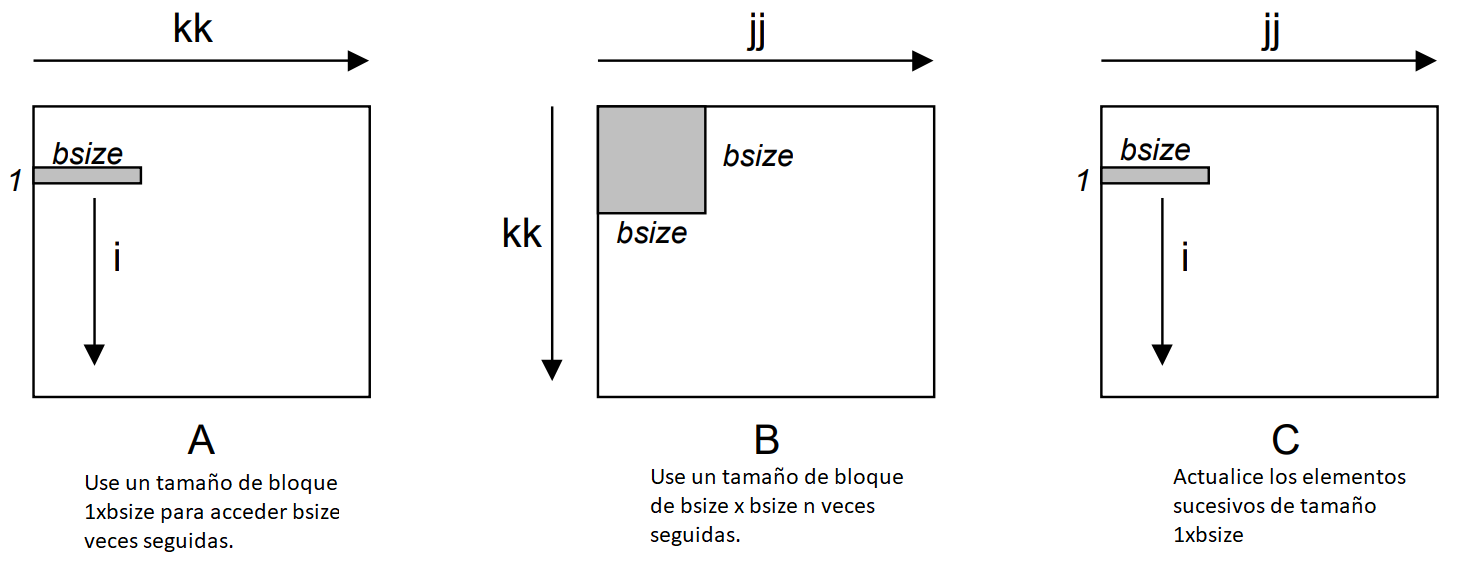 kk
bsize
1
i
A
Use un tamaño de bloque
1xbsize para acceder bsize
veces seguidas.
jj
kk
bsize
bsize
B
Use un tamaño de bloque
de bsize x bsize n veces
seguidas.
jj
bsize
1
i
C
Actualice los elementos
sucesivos de tamaño
1xbsize